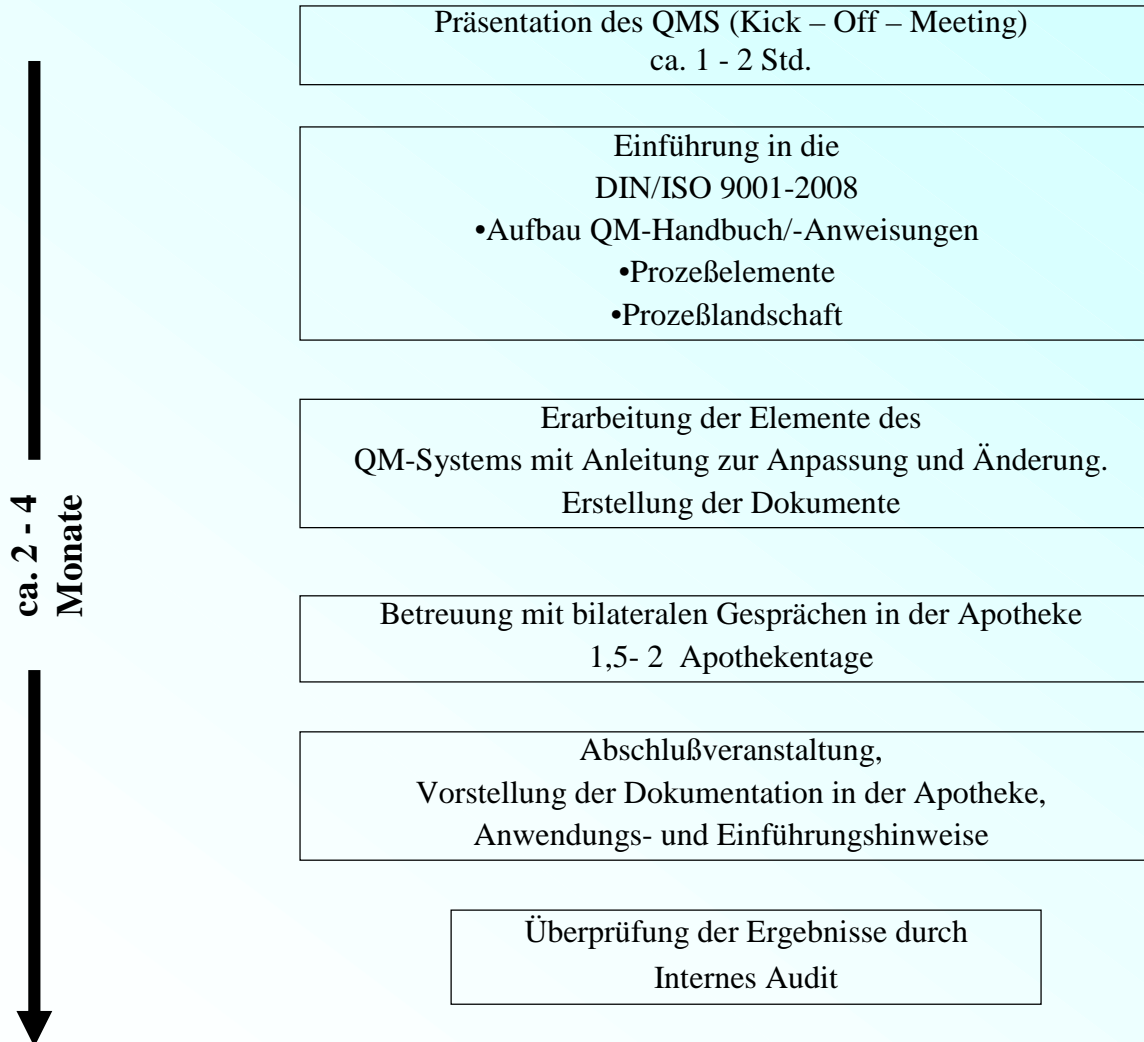 Präsentation des QMS (Kick – Off – Meeting)
ca. 1 - 2 Std.
Einführung in die
DIN/ISO 9001-2008
•Aufbau QM-Handbuch/-Anweisungen
•Prozeßelemente
•Prozeßlandschaft
Erarbeitung der Elemente des
QM-Systems mit Anleitung zur Anpassung und Änderung.
Erstellung der Dokumente
ca. 2 - 4
Monate
Betreuung mit bilateralen Gesprächen in der Apotheke
1,5- 2  Apothekentage
Abschlußveranstaltung,
Vorstellung der Dokumentation in der Apotheke,
Anwendungs- und Einführungshinweise
Überprüfung der Ergebnisse durch
Internes Audit